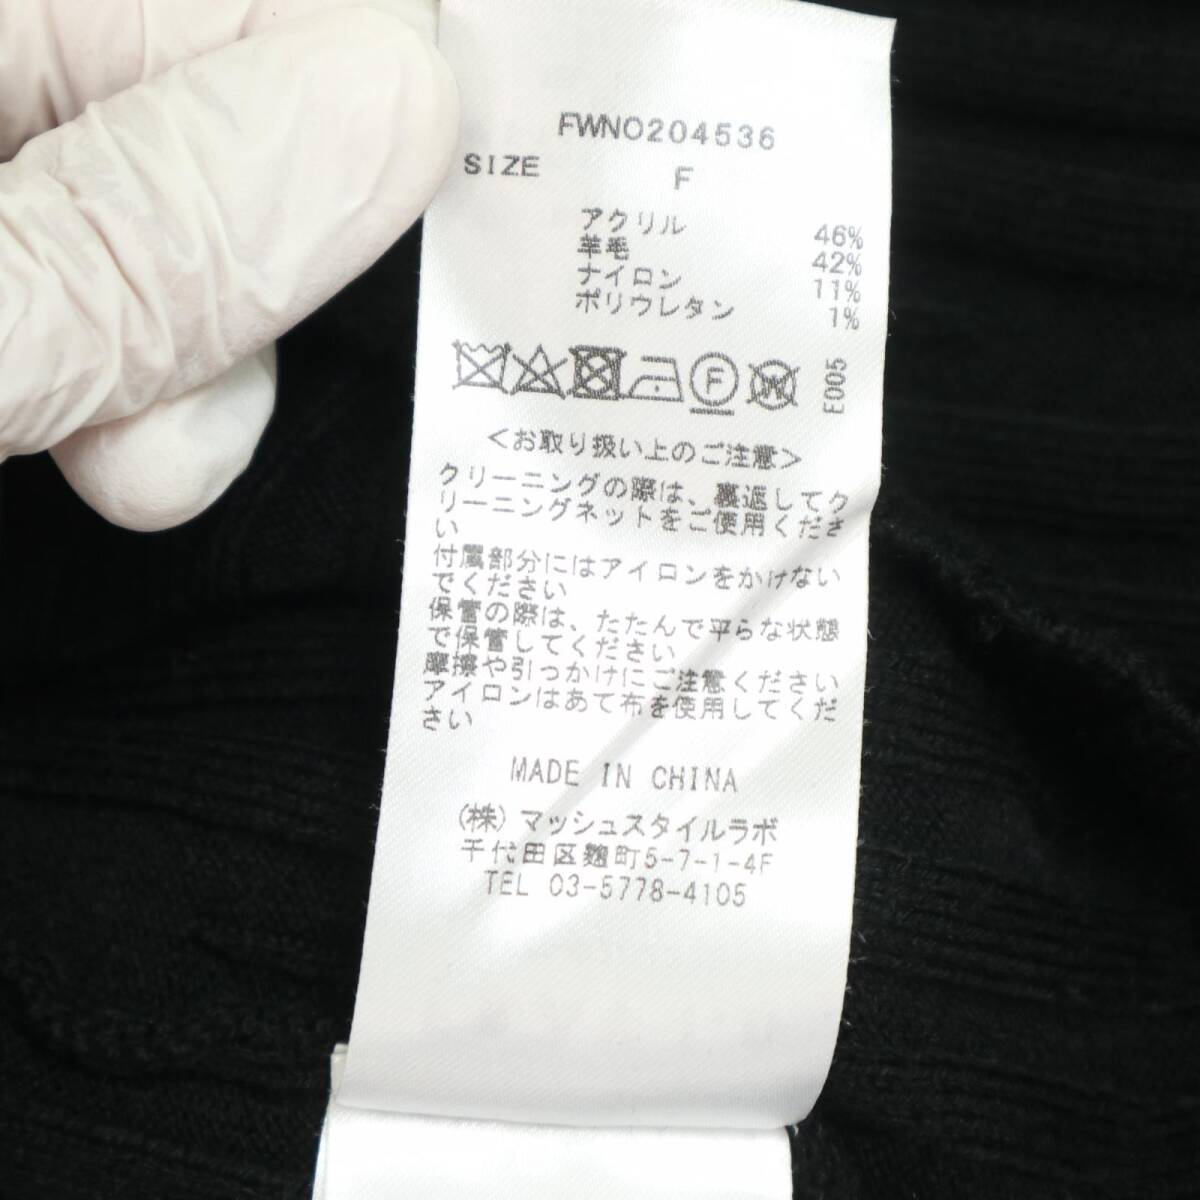 FWNO204536
SIZE F
アクリル 46%
羊毛 42%
ナイロン 11%
ポリウレタン 1%
F
W
E005
＜お取り扱い上のご注意＞
クリーニングの際は、裏返してク
リーニングネットをご使用くださ
い
付属部分にはアイロンをかけない
でください
保管の際は、たたんで平らな状態
で保管してください
摩擦や引っかけにご注意ください
アイロンはあて布を使用してくだ
さい
MADE IN CHINA
(株) マッシュスタイルラボ
千代田区麹町5-7-1-4F
TEL 03-5778-4105